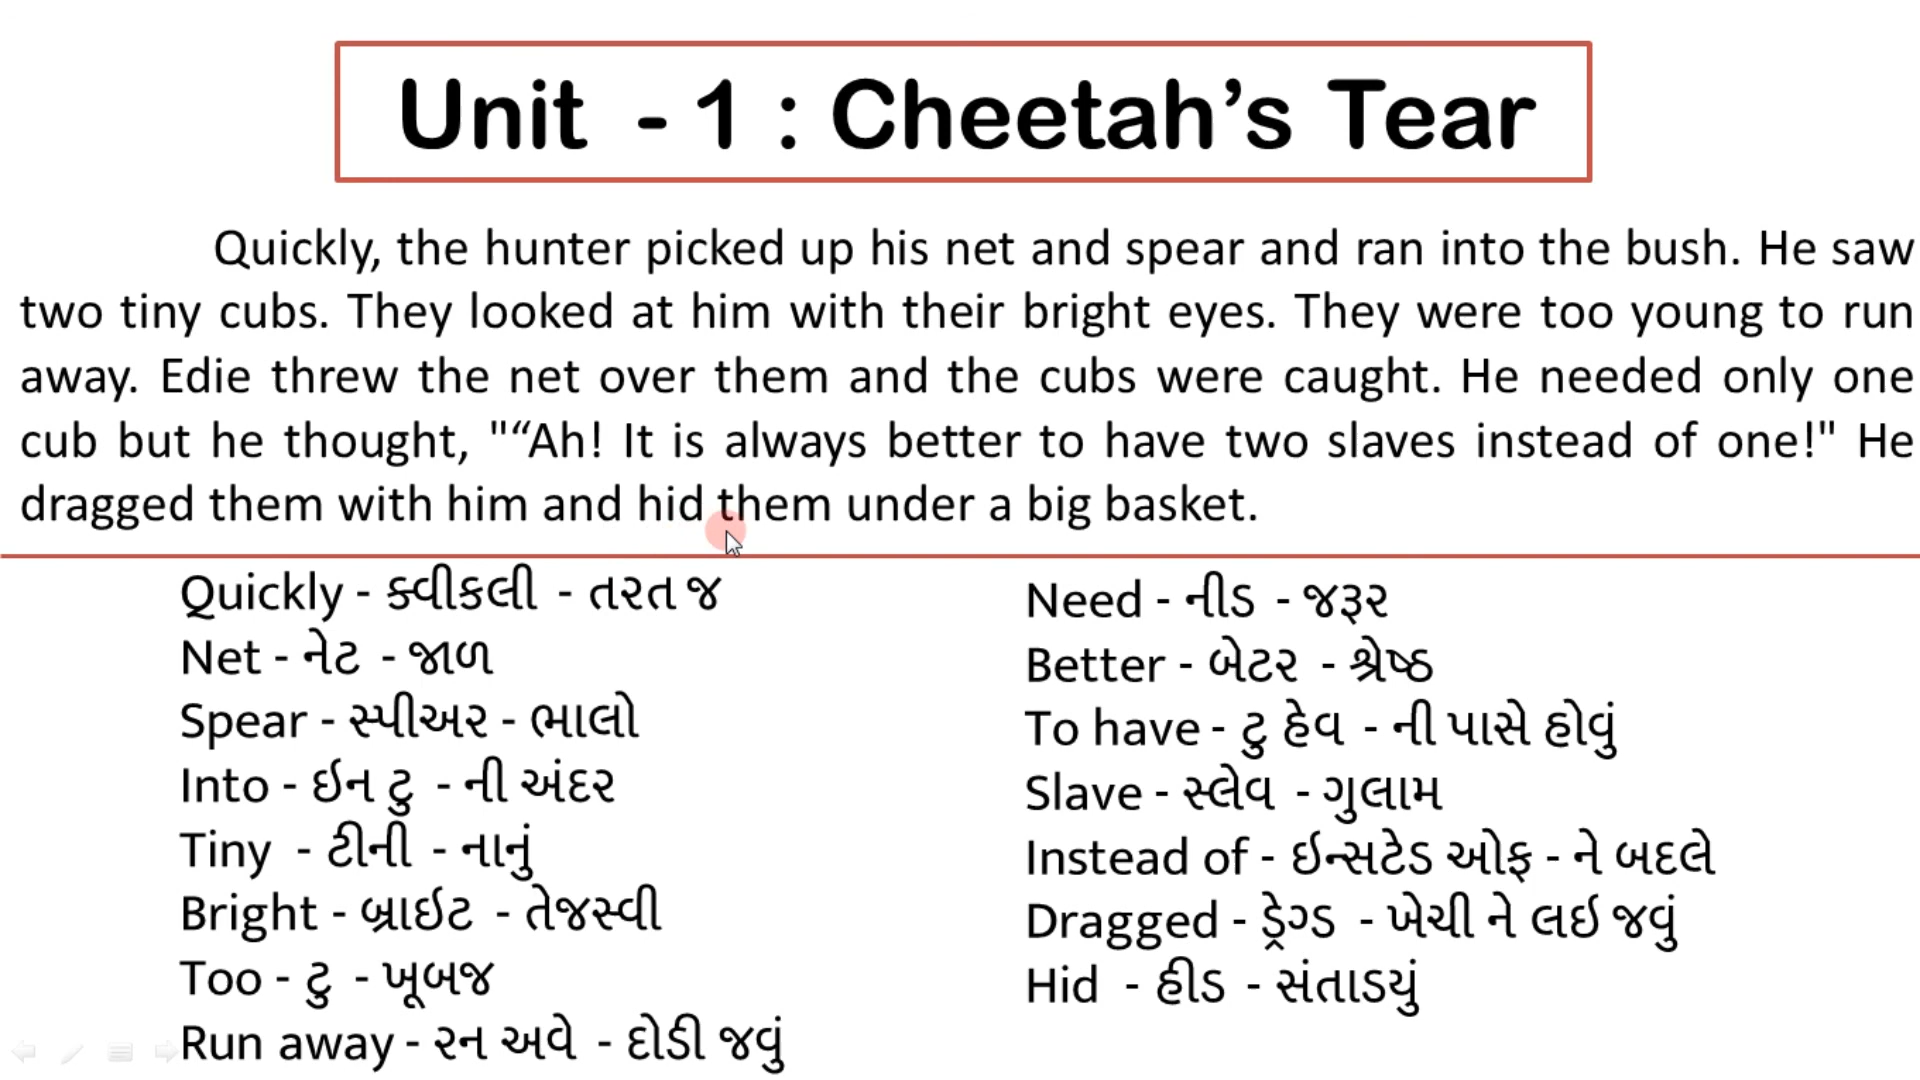 Unit - 1 : Cheetah’s Tear
Quickly, the hunter picked up his net and spear and ran into the bush. He saw
two tiny cubs. They looked at him with their bright eyes. They were too young to run
away. Edie threw the net over them and the cubs were caught. He needed only one
cub but he thought, "“Ah! It is always better to have two slaves instead of one!" He
dragged them with him and hid them under a big basket.
Quickly - ક્વીકલી - તરત જ
Net - નેટ - જાળ
Spear - સ્પીઅર - ભાલો
Into - ઇન ટુ - ની અંદર
Tiny - ટીની - નાનું
Bright - બ્રાઇટ - તેજસ્વી
Too - ટુ - ખૂબજ
Run away - રન અવે - દોડી જવું
Need - નીડ - જરૂર
Better - બેટર - શ્રેષ્ઠ
To have - ટુ હેવ - ની પાસે હોવું
Slave - સ્લેવ - ગુલામ
Instead of - ઇન્સટેડ ઓફ - ને બદલે
Dragged - ડ્રેગ્ડ - ખેચી ને લઇ જવું
Hid - હીડ - સંતાડયું